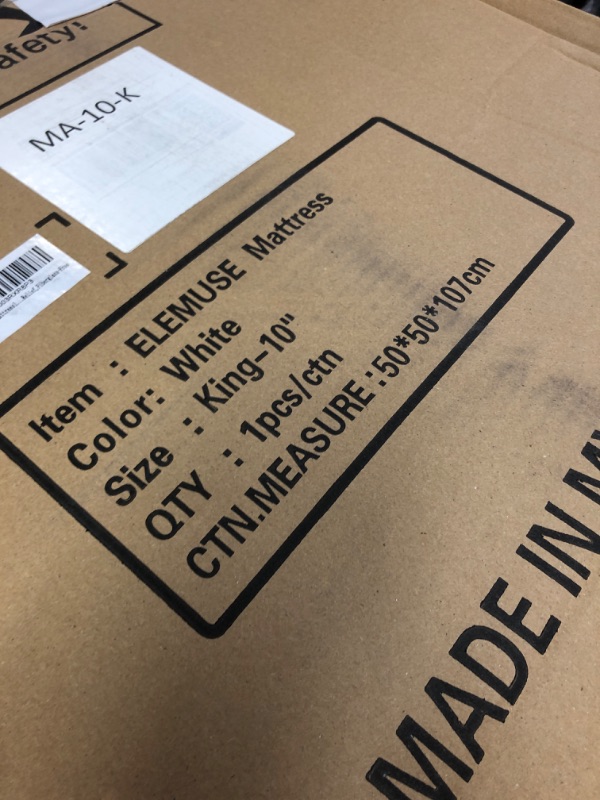 afety:
MA-10-K
Item : ELEMUSE Mattress
Color: White
Size : King-10"
QTY : 1pcs/ctn
CTN.MEASURE :50*50*107cm
MADE IN M